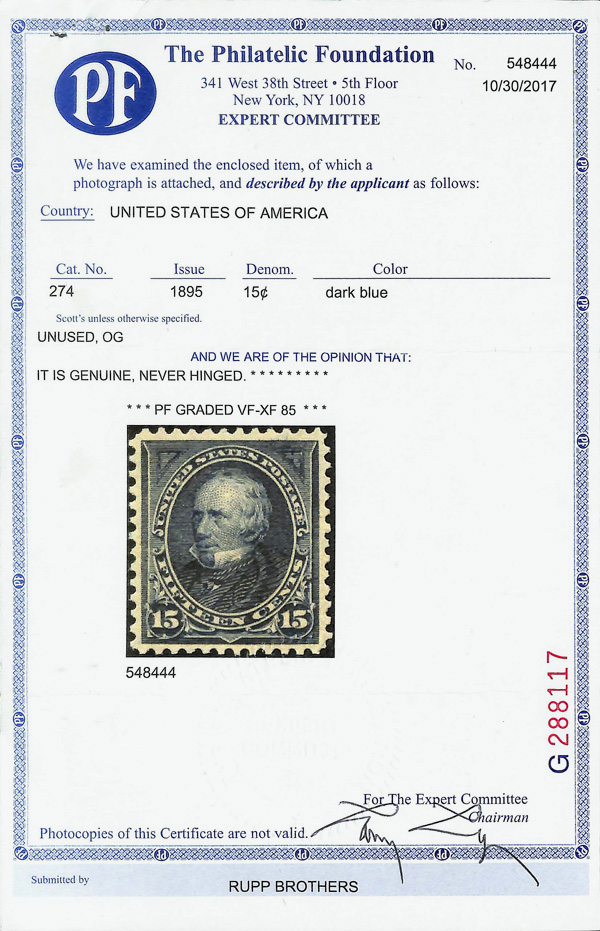 PF
The Philatelic Foundation
341 West 38th Street • 5th Floor
New York, NY 10018
EXPERT COMMITTEE
No. 548444
10/30/2017
We have examined the enclosed item, of which a
photograph is attached, and described by the applicant as follows:
Country: UNITED STATES OF AMERICA
Cat. No. Issue Denom. Color
274 1895 15¢ dark blue
Scott's unless otherwise specified.
UNUSED, OG
AND WE ARE OF THE OPINION THAT:
IT IS GENUINE, NEVER HINGED. * * * * * * * * *
* * * PF GRADED VF-XF 85 * * *
UNITED STATES POSTAGE
15 FIFTEEN CENTS 15
548444
G 288117
For The Expert Committee
Chairman
Photocopies of this Certificate are not valid.
Submitted by
RUPP BROTHERS